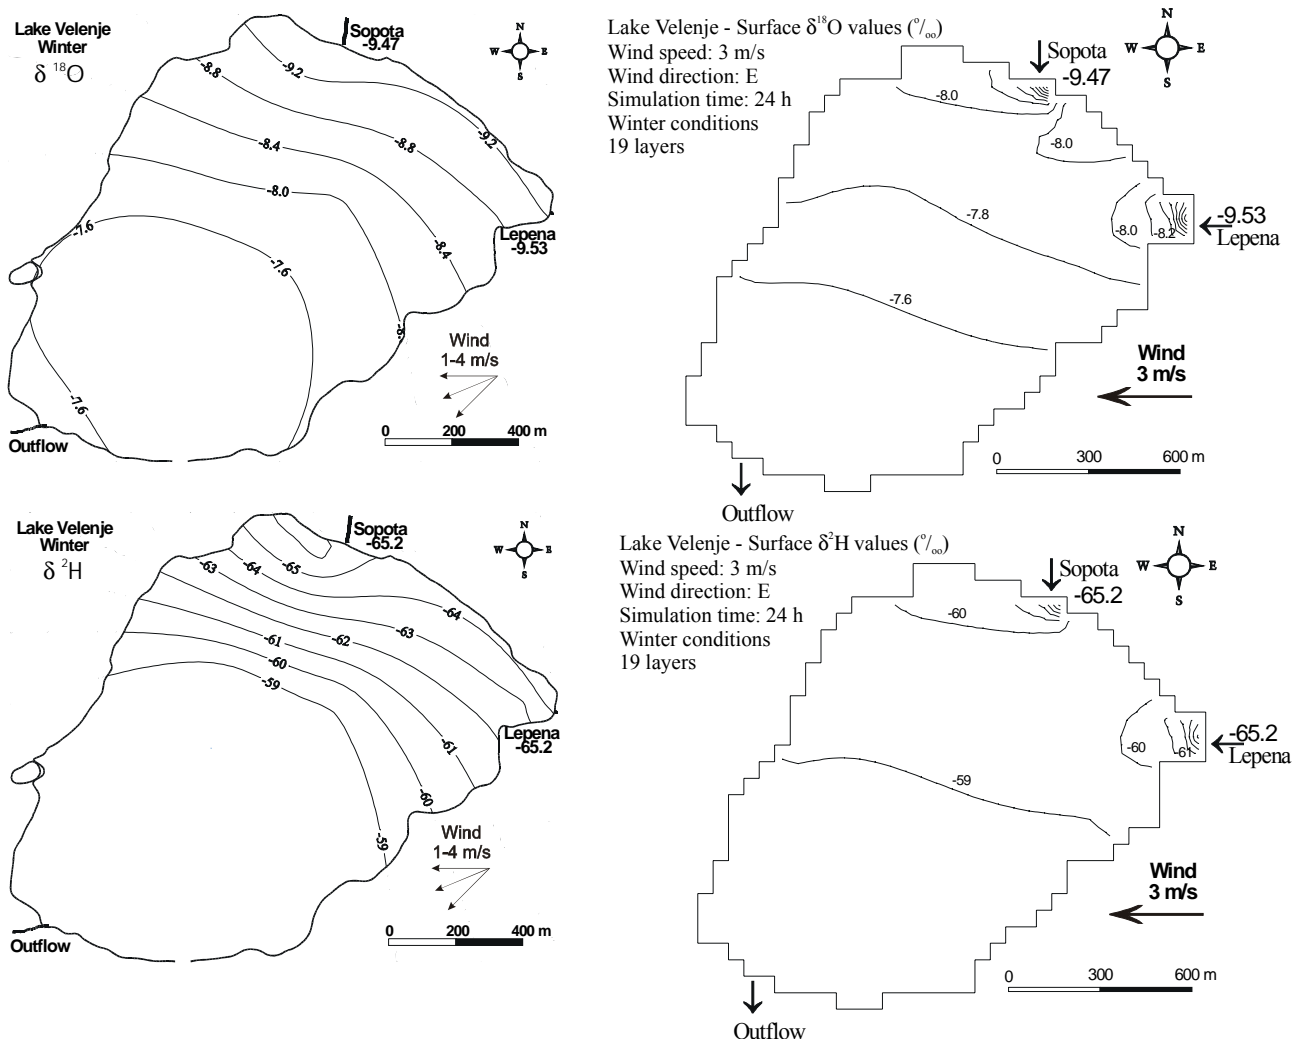 Lake Velenje
Winter
δ ¹⁸O
Sopota
-9.47
N
W E
S
-9.2
-8.8
-9.2
-8.4
-8.8
-8.0
-7.6
-8.4
-7.6
Lepena
-9.53
-8.
Wind
1-4 m/s
-7.6
0 200 400 m
Outflow
Lake Velenje - Surface δ¹⁸O values (°/₀₀)
Wind speed: 3 m/s
Wind direction: E
Simulation time: 24 h
Winter conditions
19 layers
Sopota
-9.47
N
W E
S
-8.0
-8.0
-7.8
-8.0
-8.2
-9.53
Lepena
-7.6
Wind
3 m/s
0 300 600 m
Outflow
Lake Velenje
Winter
δ ²H
Sopota
-65.2
N
W E
S
-65
-64
-63
-64
-63
-62
-61
-60
-59
Lepena
-65.2
-61
-60
-59
Wind
1-4 m/s
0 200 400 m
Outflow
Lake Velenje - Surface δ²H values (°/₀₀)
Wind speed: 3 m/s
Wind direction: E
Simulation time: 24 h
Winter conditions
19 layers
Sopota
-65.2
N
W E
S
-60
-60
-61
-65.2
Lepena
-59
Wind
3 m/s
0 300 600 m
Outflow